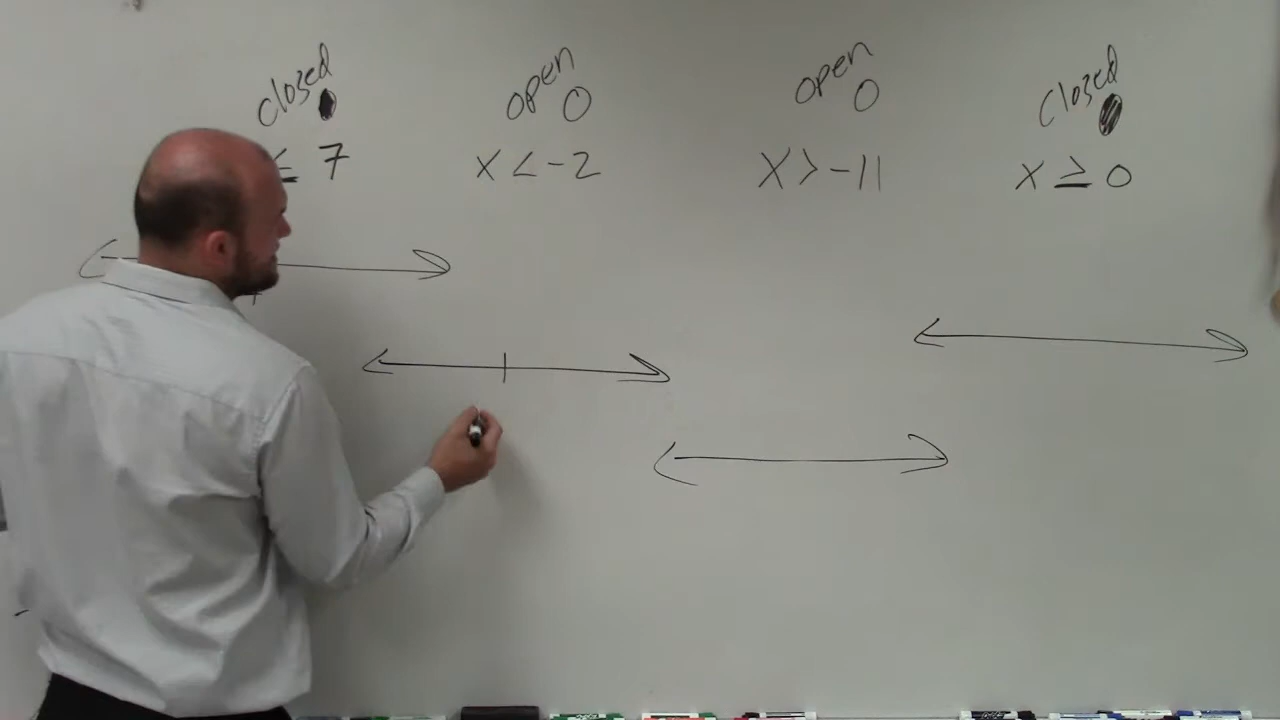 closed open open closed
≤ 7 x < -2 x > -11 x ≥ 0